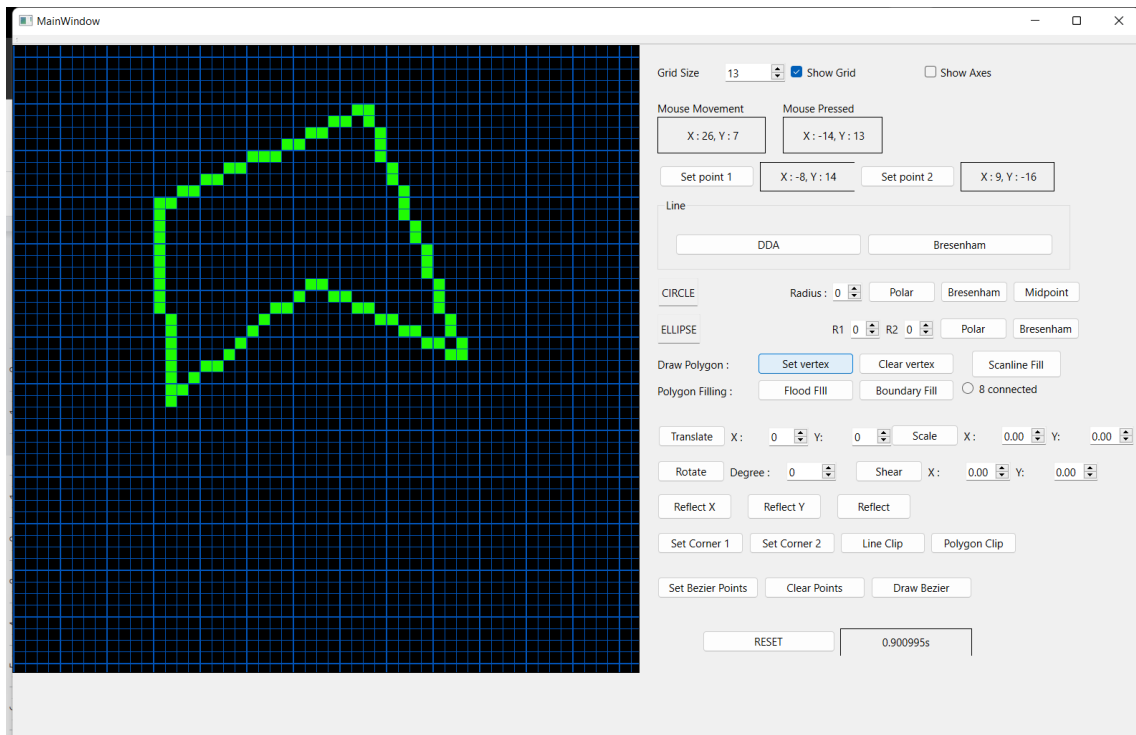 MainWindow
Grid Size 13 Show Grid Show Axes
Mouse Movement Mouse Pressed
X : 26, Y : 7 X : -14, Y : 13
Set point 1 X : -8, Y : 14 Set point 2 X : 9, Y : -16
Line
DDA Bresenham
CIRCLE Radius : 0 Polar Bresenham Midpoint
ELLIPSE R1 0 R2 0 Polar Bresenham
Draw Polygon : Set vertex Clear vertex Scanline Fill
Polygon Filling : Flood FIll Boundary Fill 8 connected
Translate X : 0 Y: 0 Scale X : 0.00 Y: 0.00
Rotate Degree : 0 Shear X : 0.00 Y: 0.00
Reflect X Reflect Y Reflect
Set Corner 1 Set Corner 2 Line Clip Polygon Clip
Set Bezier Points Clear Points Draw Bezier
RESET 0.900995s